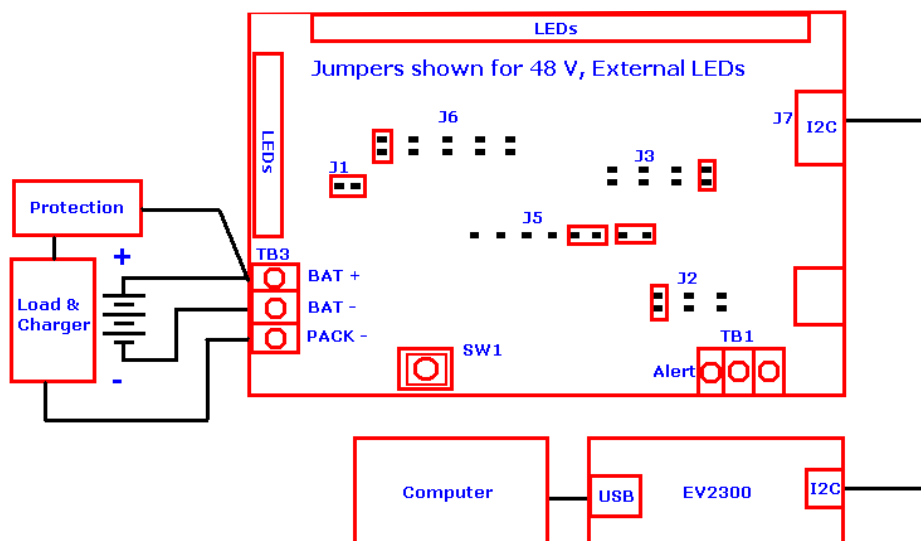 LEDs
Jumpers shown for 48 V, External LEDs
LEDs
J6
J7
I2C
J1
J3
Protection
J5
+
TB3
BAT +
Load &
Charger
BAT -
J2
PACK -
-
SW1
TB1
Alert
Computer
USB
EV2300
I2C